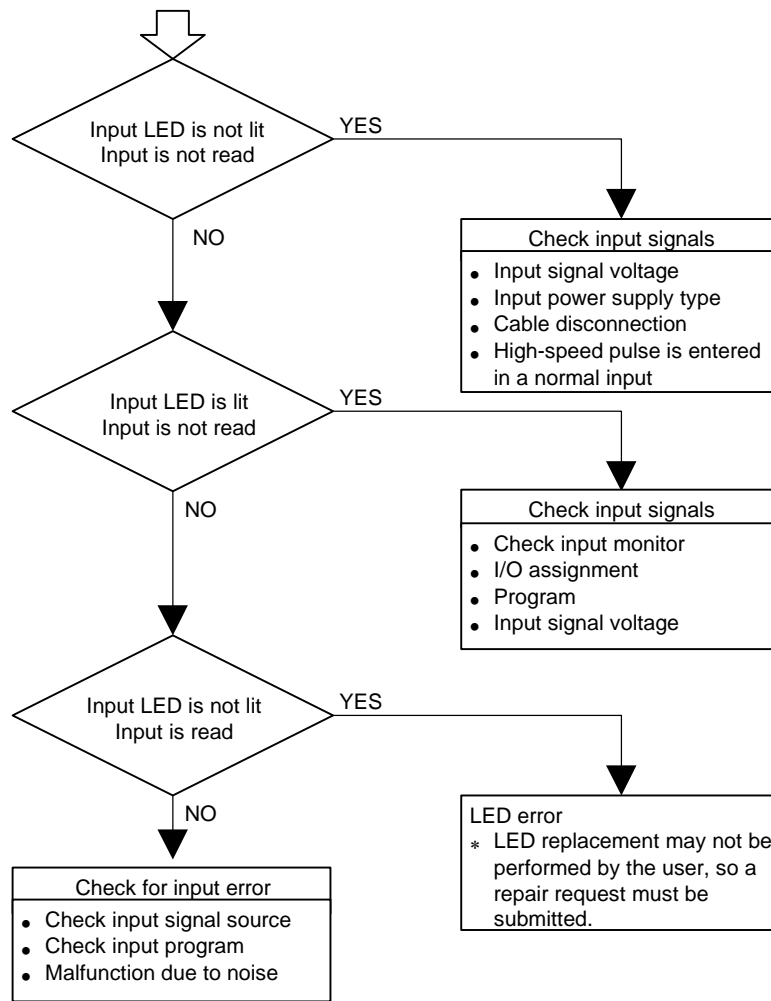 Input LED is not lit
Input is not read
YES
NO
Check input signals
● Input signal voltage
● Input power supply type
● Cable disconnection
● High-speed pulse is entered
in a normal input
Input LED is lit
Input is not read
YES
NO
Check input signals
● Check input monitor
● I/O assignment
● Program
● Input signal voltage
Input LED is not lit
Input is read
YES
NO
LED error
* LED replacement may not be
performed by the user, so a
repair request must be
submitted.
Check for input error
● Check input signal source
● Check input program
● Malfunction due to noise